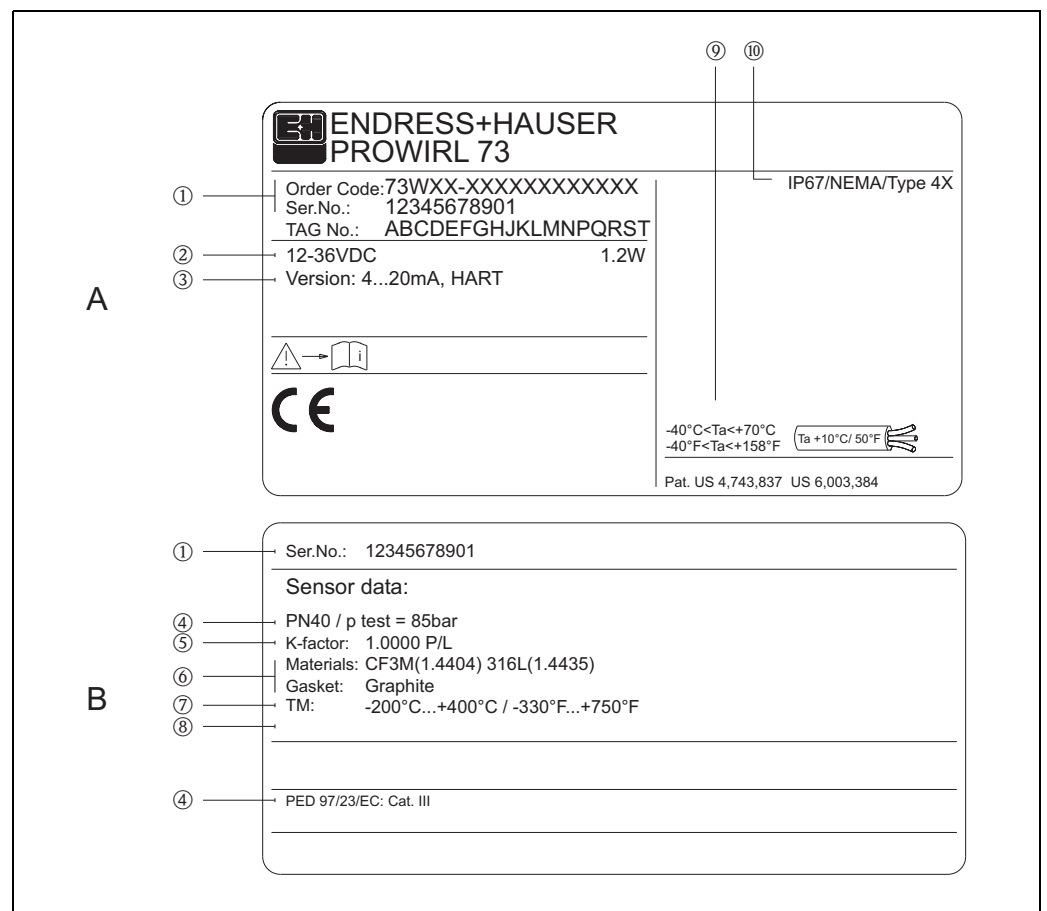 ⑨ ⑩
E+H ENDRESS+HAUSER
PROWIRL 73
① Order Code: 73WXX-XXXXXXXXXXXX
Ser.No.: 12345678901
TAG No.: ABCDEFGHJKLMNPQRST
② 12-36VDC 1.2W
③ Version: 4...20mA, HART
A
i
CE
IP67/NEMA/Type 4X
-40°C<Ta<+70°C
-40°F<Ta<+158°F
Ta +10°C/ 50°F
Pat. US 4,743,837 US 6,003,384
① Ser.No.: 12345678901
Sensor data:
④ PN40 / p test = 85bar
⑤ K-factor: 1.0000 P/L
⑥ Materials: CF3M(1.4404) 316L(1.4435)
Gasket: Graphite
B
⑦ TM: -200°C...+400°C / -330°F...+750°F
⑧
④ PED 97/23/EC: Cat. III